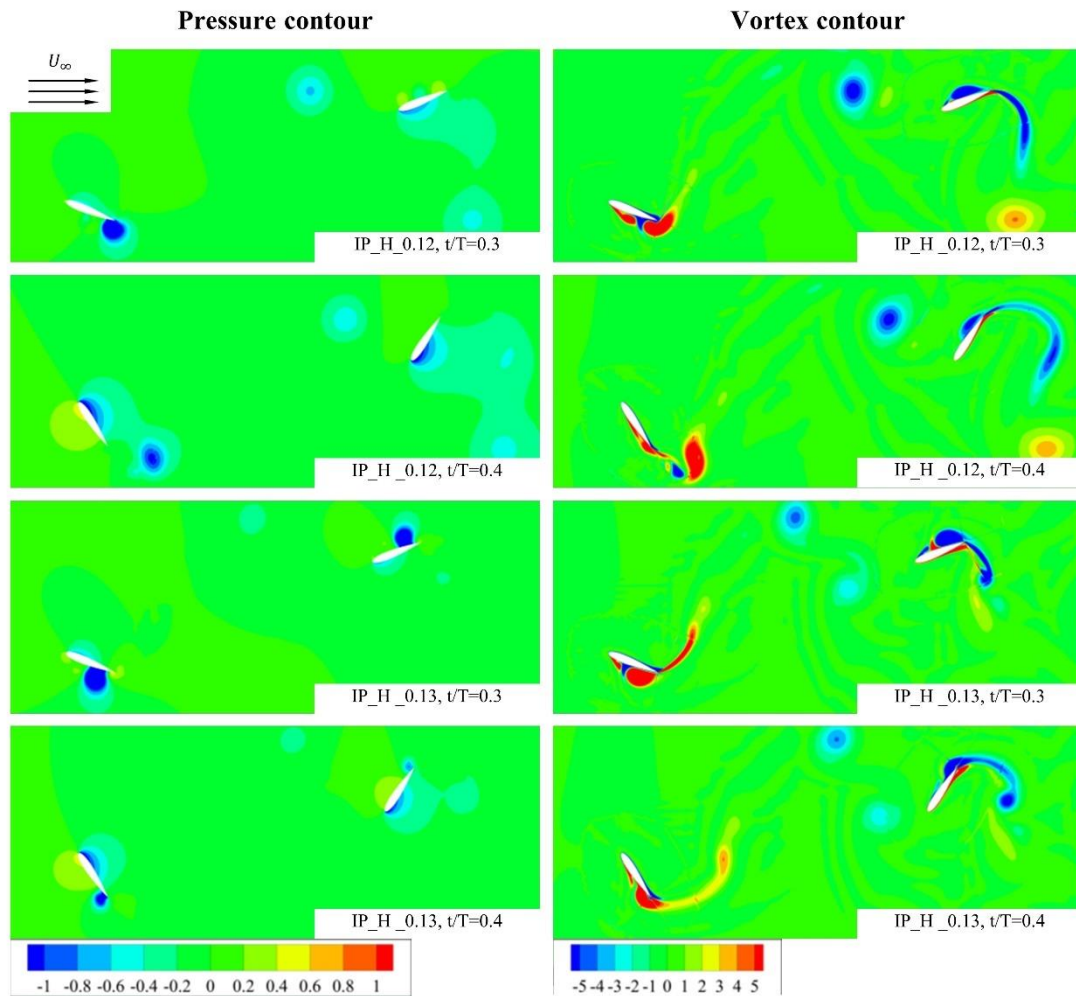 Pressure contour
Vortex contour
U∞
IP_H_0.12, t/T=0.3
IP_H_0.12, t/T=0.3
IP_H _0.12, t/T=0.4
IP_H _0.12, t/T=0.4
IP_H _0.13, t/T=0.3
IP_H _0.13, t/T=0.3
IP_H _0.13, t/T=0.4
IP_H _0.13, t/T=0.4
-1 -0.8 -0.6 -0.4 -0.2 0 0.2 0.4 0.6 0.8 1
-5 -4 -3 -2 -1 0 1 2 3 4 5